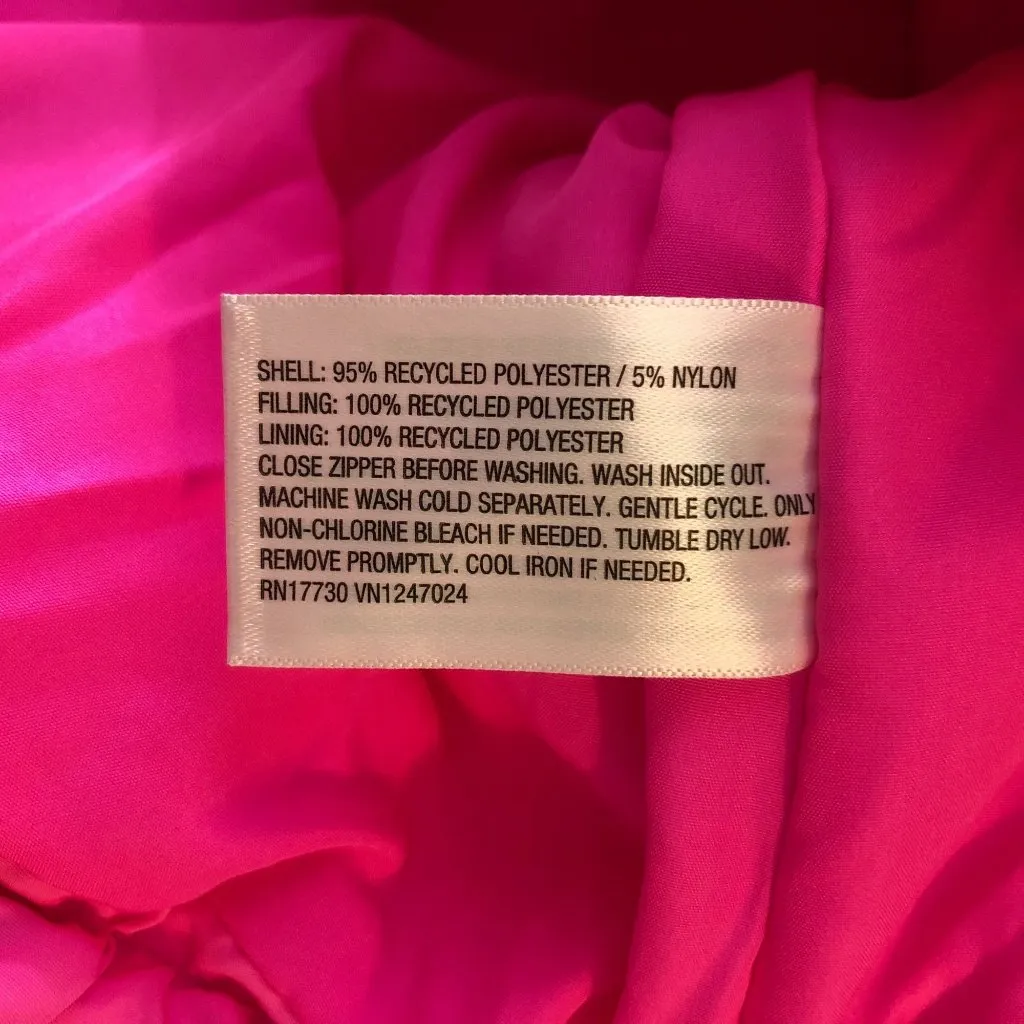 SHELL: 95% RECYCLED POLYESTER / 5% NYLON
FILLING: 100% RECYCLED POLYESTER
LINING: 100% RECYCLED POLYESTER
CLOSE ZIPPER BEFORE WASHING. WASH INSIDE OUT.
MACHINE WASH COLD SEPARATELY. GENTLE CYCLE. ONLY
NON-CHLORINE BLEACH IF NEEDED. TUMBLE DRY LOW.
REMOVE PROMPTLY. COOL IRON IF NEEDED.
RN17730 VN1247024